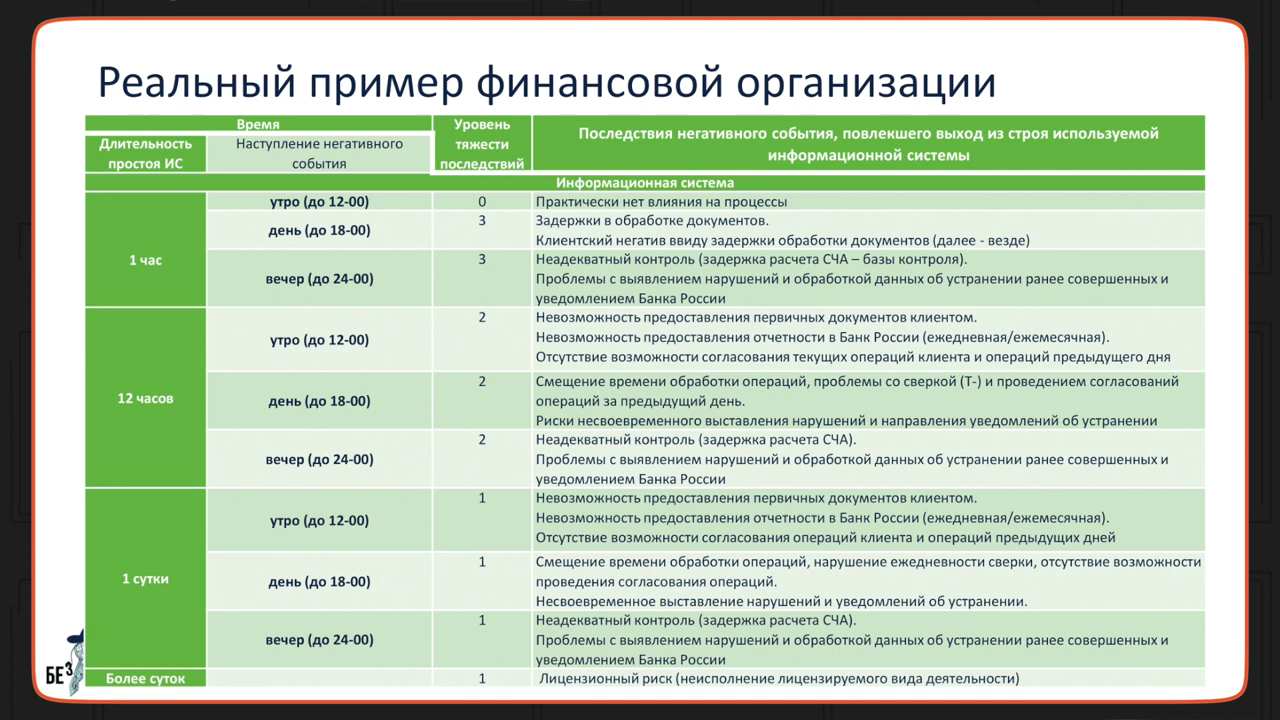 Реальный пример финансовой организации
Время
Уровень тяжести последствий
Последствия негативного события, повлекшего выход из строя используемой
информационной системы
Длительность простоя ИС
Наступление негативного события
Информационная система
1 час
утро (до 12-00)
0
Практически нет влияния на процессы
день (до 18-00)
3
Задержки в обработке документов.
Клиентский негатив ввиду задержки обработки документов (далее - везде)
вечер (до 24-00)
3
Неадекватный контроль (задержка расчета СЧА – базы контроля).
Проблемы с выявлением нарушений и обработкой данных об устранении ранее совершенных и
уведомлением Банка России
12 часов
утро (до 12-00)
2
Невозможность предоставления первичных документов клиентом.
Невозможность предоставления отчетности в Банк России (ежедневная/ежемесячная).
Отсутствие возможности согласования текущих операций клиента и операций предыдущего дня
день (до 18-00)
2
Смещение времени обработки операций, проблемы со сверкой (Т-) и проведением согласований
операций за предыдущий день.
Риски несвоевременного выставления нарушений и направления уведомлений об устранении
вечер (до 24-00)
2
Неадекватный контроль (задержка расчета СЧА).
Проблемы с выявлением нарушений и обработкой данных об устранении ранее совершенных и
уведомлением Банка России
1 сутки
утро (до 12-00)
1
Невозможность предоставления первичных документов клиентом.
Невозможность предоставления отчетности в Банк России (ежедневная/ежемесячная).
Отсутствие возможности согласования операций клиента и операций предыдущих дней
день (до 18-00)
1
Смещение времени обработки операций, нарушение ежедневности сверки, отсутствие возможности
проведения согласования операций.
Несвоевременное выставление нарушений и уведомлений об устранении.
вечер (до 24-00)
1
Неадекватный контроль (задержка расчета СЧА).
Проблемы с выявлением нарушений и обработкой данных об устранении ранее совершенных и
уведомлением Банка России
Более суток
1
Лицензионный риск (неисполнение лицензируемого вида деятельности)
БЕЗ